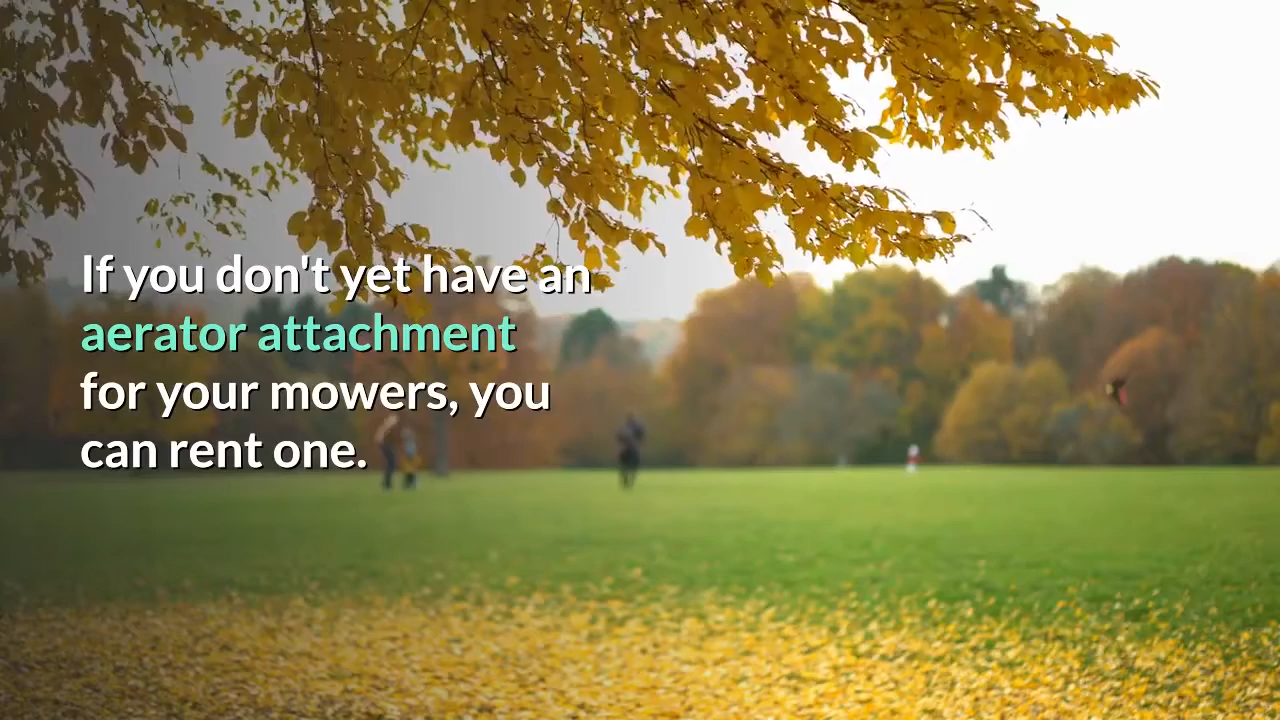 If you don't yet have an
aerator attachment
for your mowers, you
can rent one.